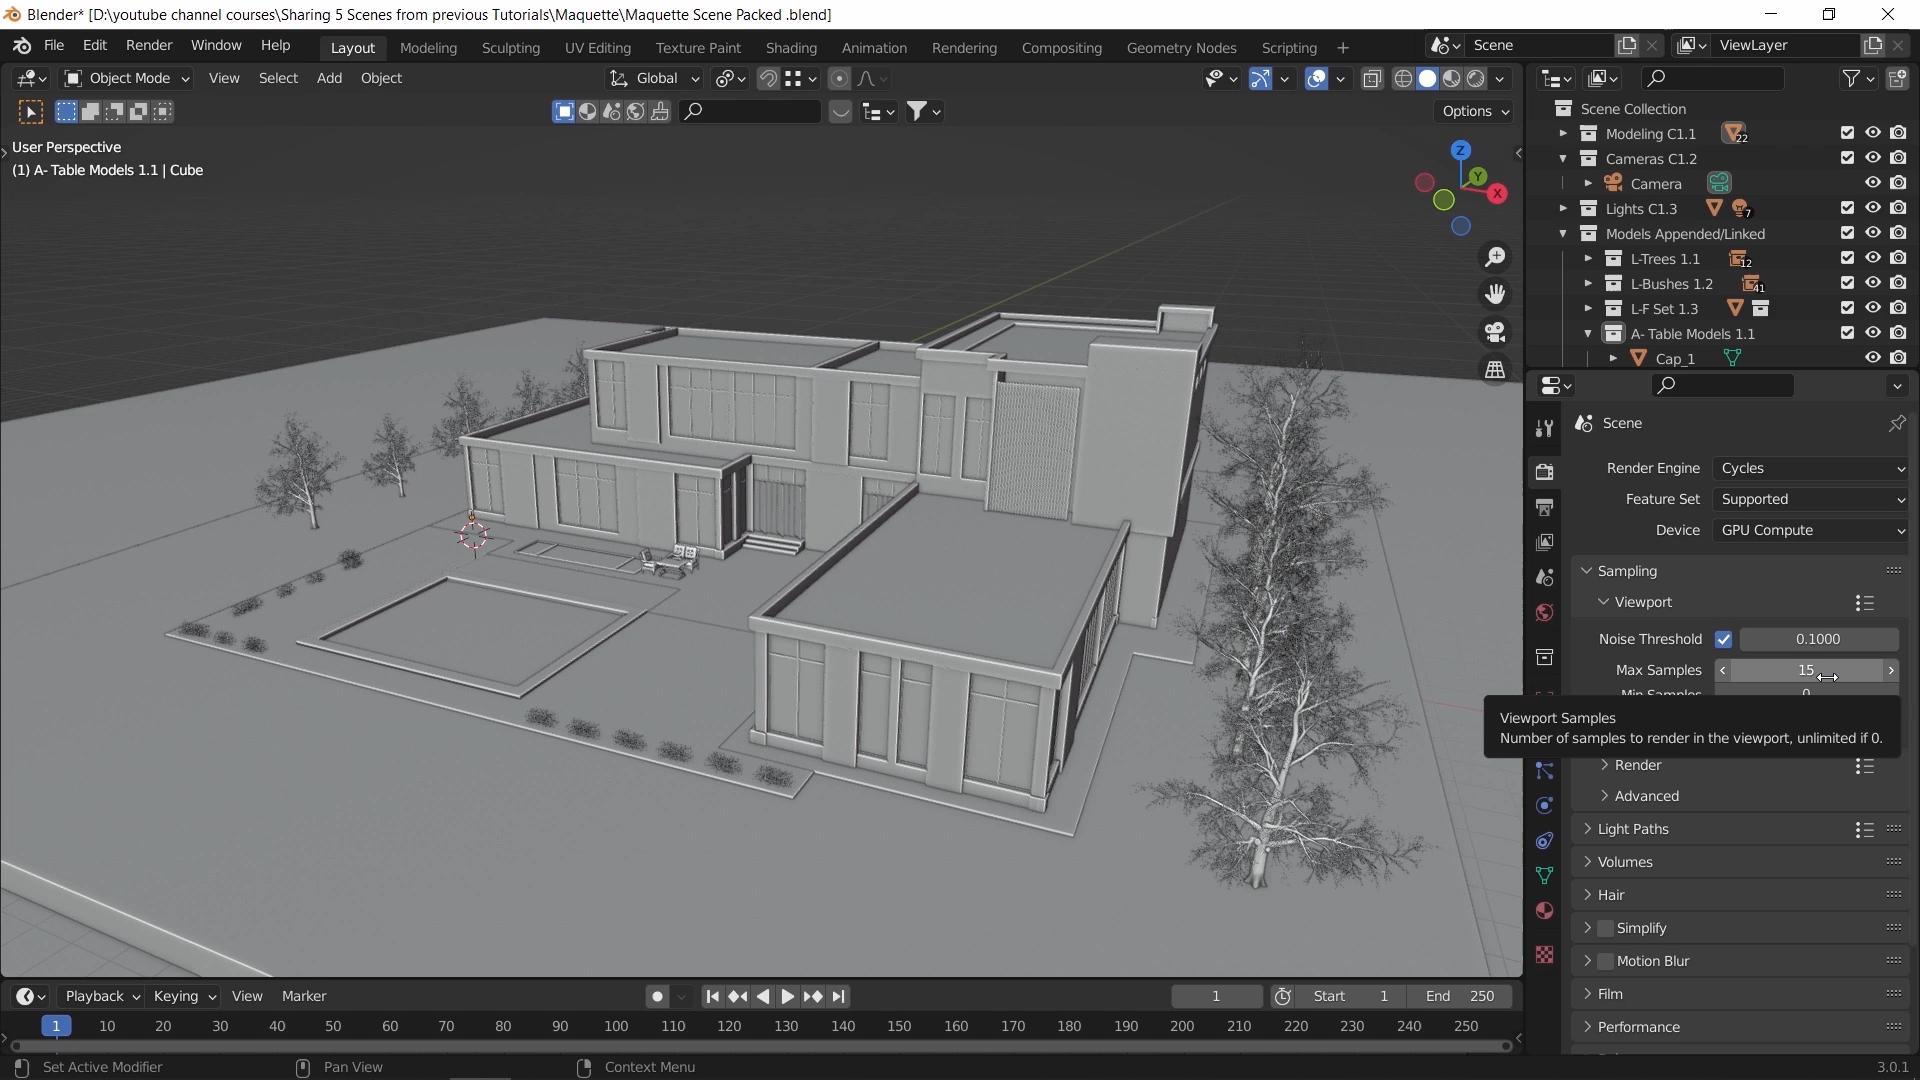 Blender* [D:\youtube channel courses\Sharing 5 Scenes from previous Tutorials\Maquette\Maquette Scene Packed .blend]
File Edit Render Window Help Layout Modeling Sculpting UV Editing Texture Paint Shading Animation Rendering Compositing Geometry Nodes Scripting + Scene ViewLayer
Object Mode View Select Add Object Global
Options
User Perspective
(1) A- Table Models 1.1 | Cube
Z
Y
X
Scene Collection
Modeling C1.1 22
Cameras C1.2
Camera
Lights C1.3 7
Models Appended/Linked
L-Trees 1.1 12
L-Bushes 1.2 41
L-F Set 1.3
A- Table Models 1.1
Cap_1
Scene
Render Engine Cycles
Feature Set Supported
Device GPU Compute
Sampling
Viewport
Noise Threshold 0.1000
Max Samples 15
Min Samples 0
Viewport Samples
Number of samples to render in the viewport, unlimited if 0.
Render
Advanced
Light Paths
Volumes
Hair
Simplify
Motion Blur
Film
Performance
Playback Keying View Marker 1 Start 1 End 250
1 10 20 30 40 50 60 70 80 90 100 110 120 130 140 150 160 170 180 190 200 210 220 230 240 250
Set Active Modifier Pan View Context Menu 3.0.1